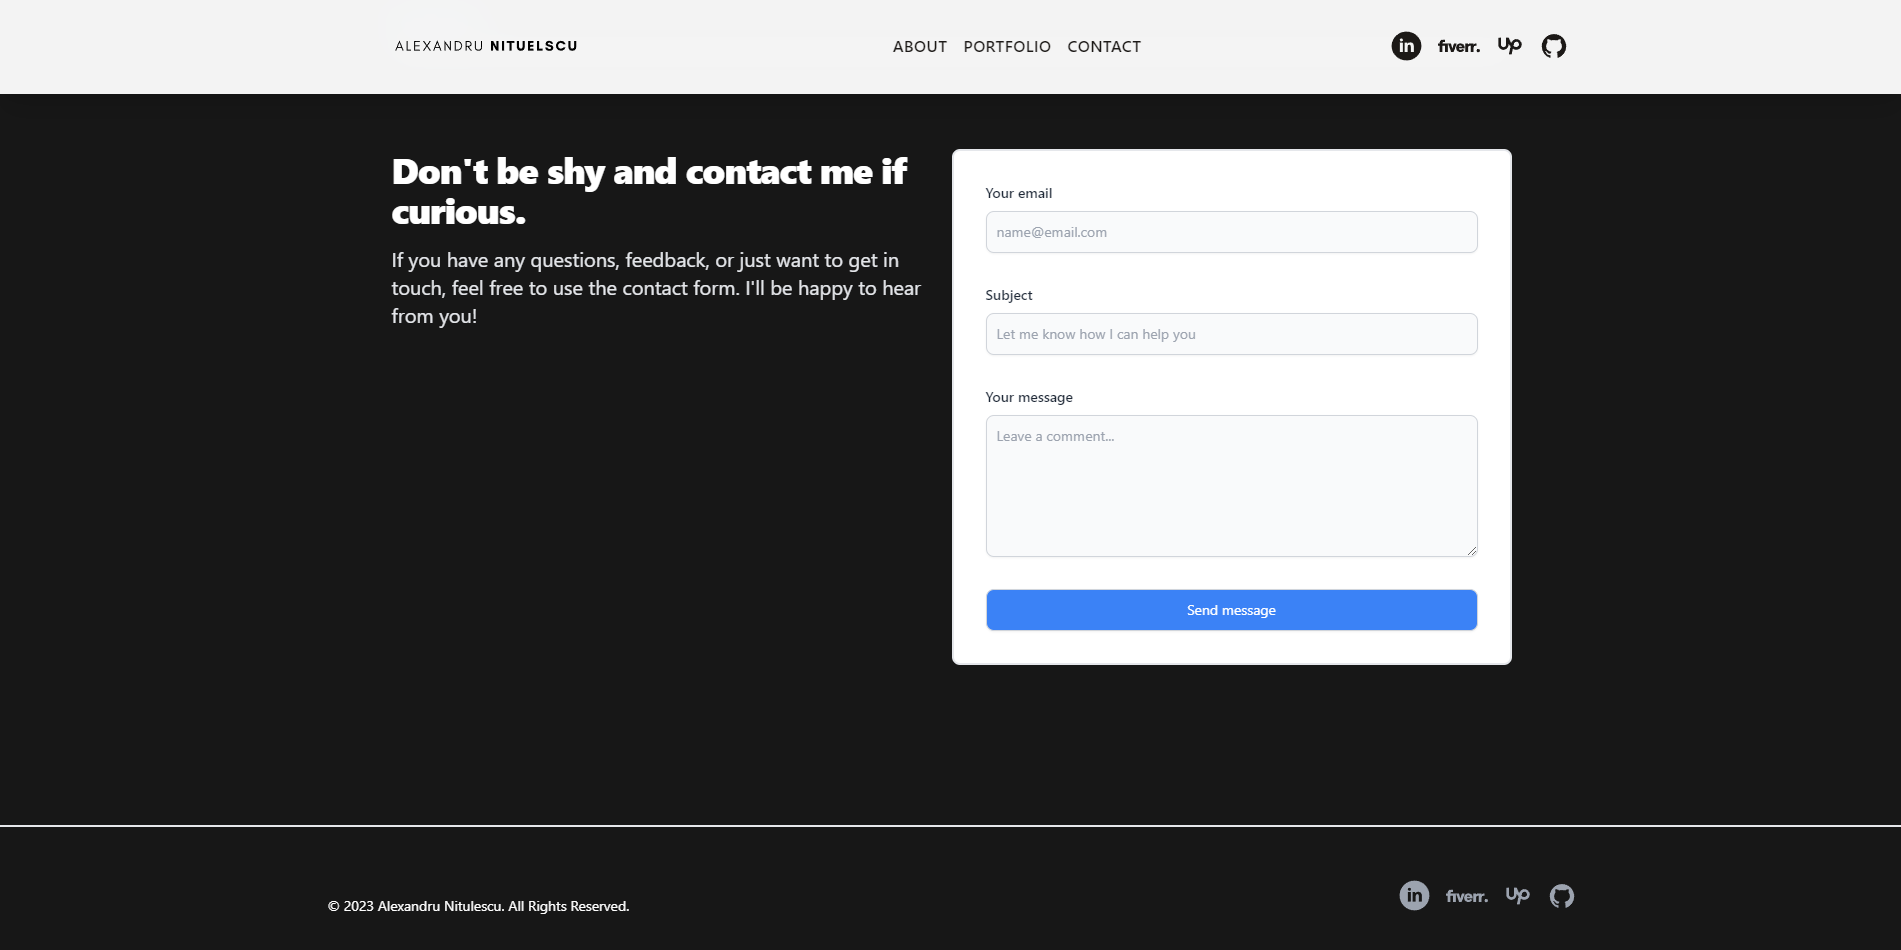 ALEXANDRU NITUELSCU
ABOUT PORTFOLIO CONTACT
in fiverr. Up
Don't be shy and contact me if
curious.
If you have any questions, feedback, or just want to get in
touch, feel free to use the contact form. I'll be happy to hear
from you!
Your email
name@email.com
Subject
Let me know how I can help you
Your message
Leave a comment...
Send message
© 2023 Alexandru Nitulescu. All Rights Reserved.
in fiverr. Up